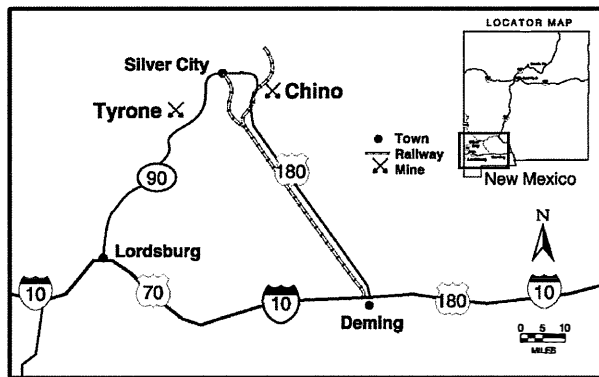 LOCATOR MAP
New Mexico
Silver City
Chino
Tyrone
Town
Railway
Mine
90
180
N
Lordsburg
10
70
10
180
10
Deming
0 5 10
MILES